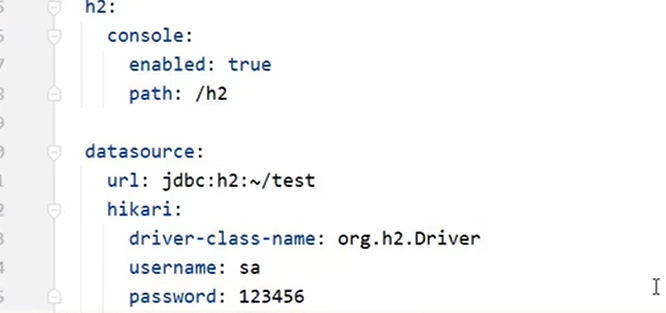 h2:
console:
enabled: true
path: /h2
datasource:
url: jdbc:h2:~/test
hikari:
driver-class-name: org.h2.Driver
username: sa
password: 123456